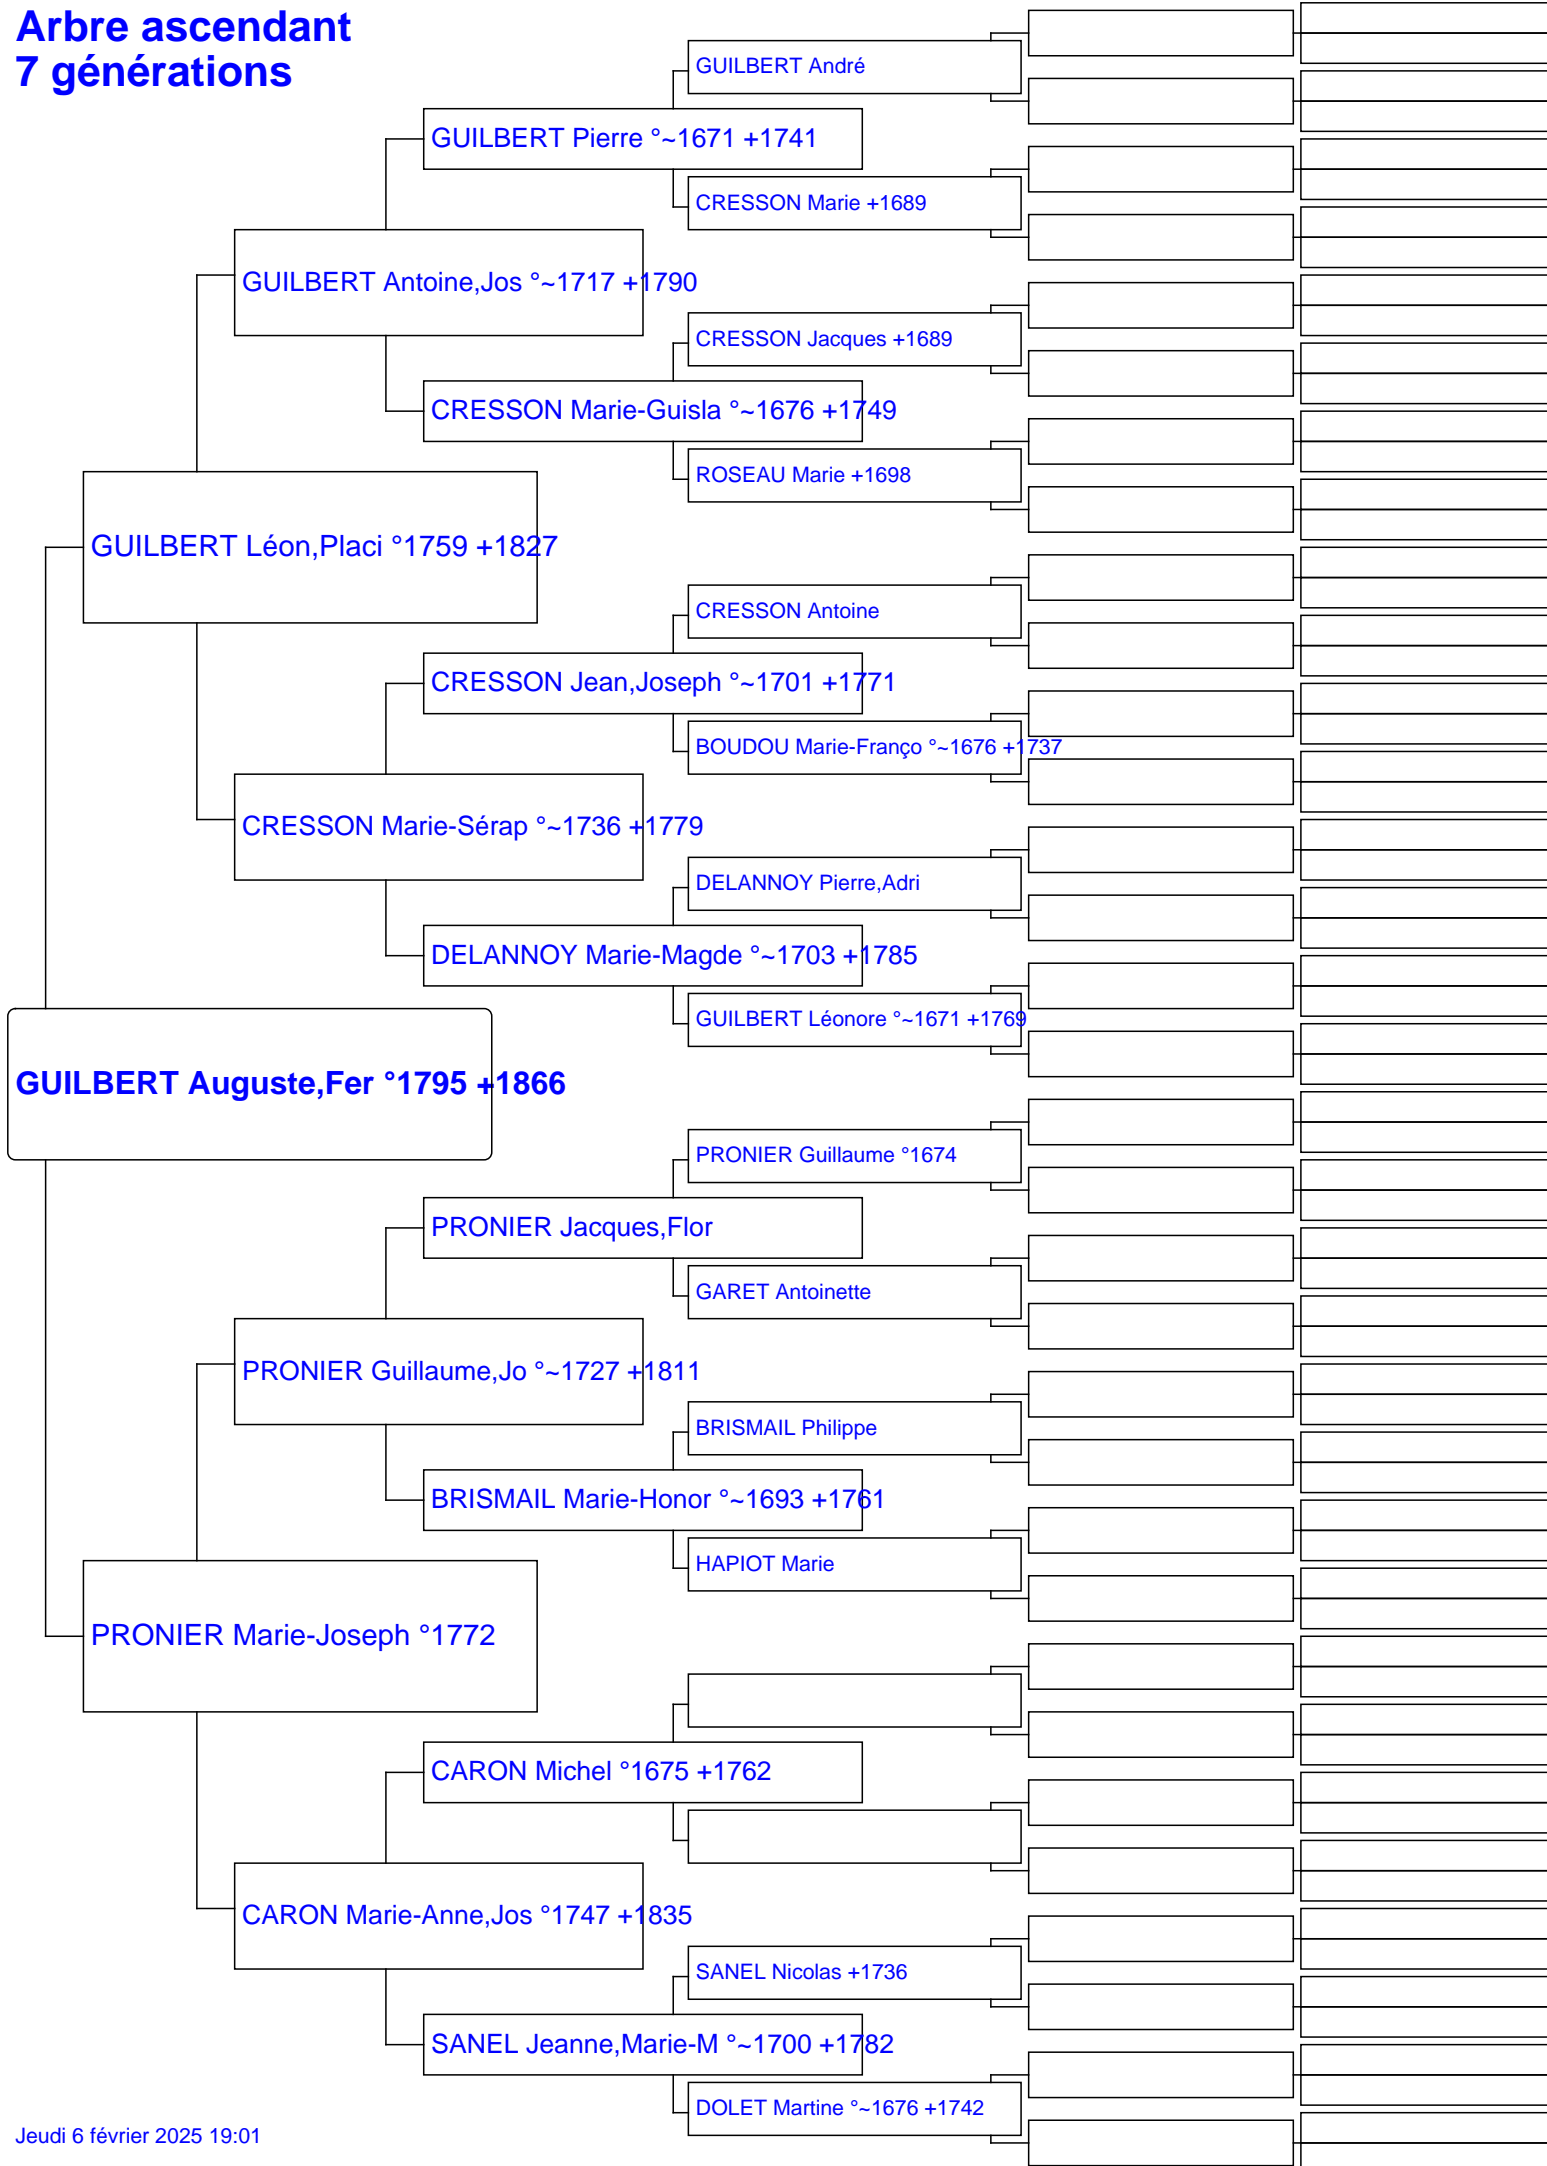 Arbre ascendant
7 générations
GUILBERT André
GUILBERT Pierre °~1671 +1741
CRESSON Marie +1689
GUILBERT Antoine,Jos °~1717 +1790
CRESSON Jacques +1689
CRESSON Marie-Guisla °~1676 +1749
ROSEAU Marie +1698
GUILBERT Léon,Placi °1759 +1827
CRESSON Antoine
CRESSON Jean,Joseph °~1701 +1771
BOUDOU Marie-Franço °~1676 +1737
CRESSON Marie-Sérap °~1736 +1779
DELANNOY Pierre,Adri
DELANNOY Marie-Magde °~1703 +1785
GUILBERT Léonore °~1671 +1769
GUILBERT Auguste,Fer °1795 +1866
PRONIER Guillaume °1674
PRONIER Jacques,Flor
GARET Antoinette
PRONIER Guillaume,Jo °~1727 +1811
BRISMAIL Philippe
BRISMAIL Marie-Honor °~1693 +1761
HAPIOT Marie
PRONIER Marie-Joseph °1772
CARON Michel °1675 +1762
CARON Marie-Anne,Jos °1747 +1835
SANEL Nicolas +1736
SANEL Jeanne,Marie-M °~1700 +1782
DOLET Martine °~1676 +1742
Jeudi 6 février 2025 19:01